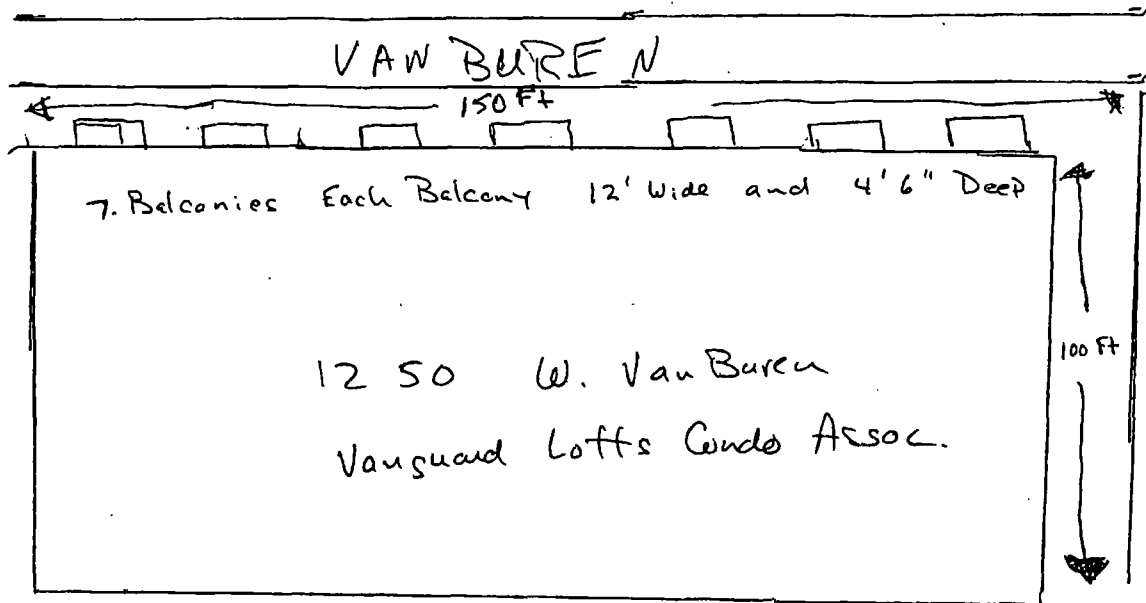 VAN BUREN
150 Ft
7. Balconies Each Balcony 12' Wide and 4' 6" Deep
100 Ft
1250 W. Van Buren
Vanguard Lofts Condo Assoc.